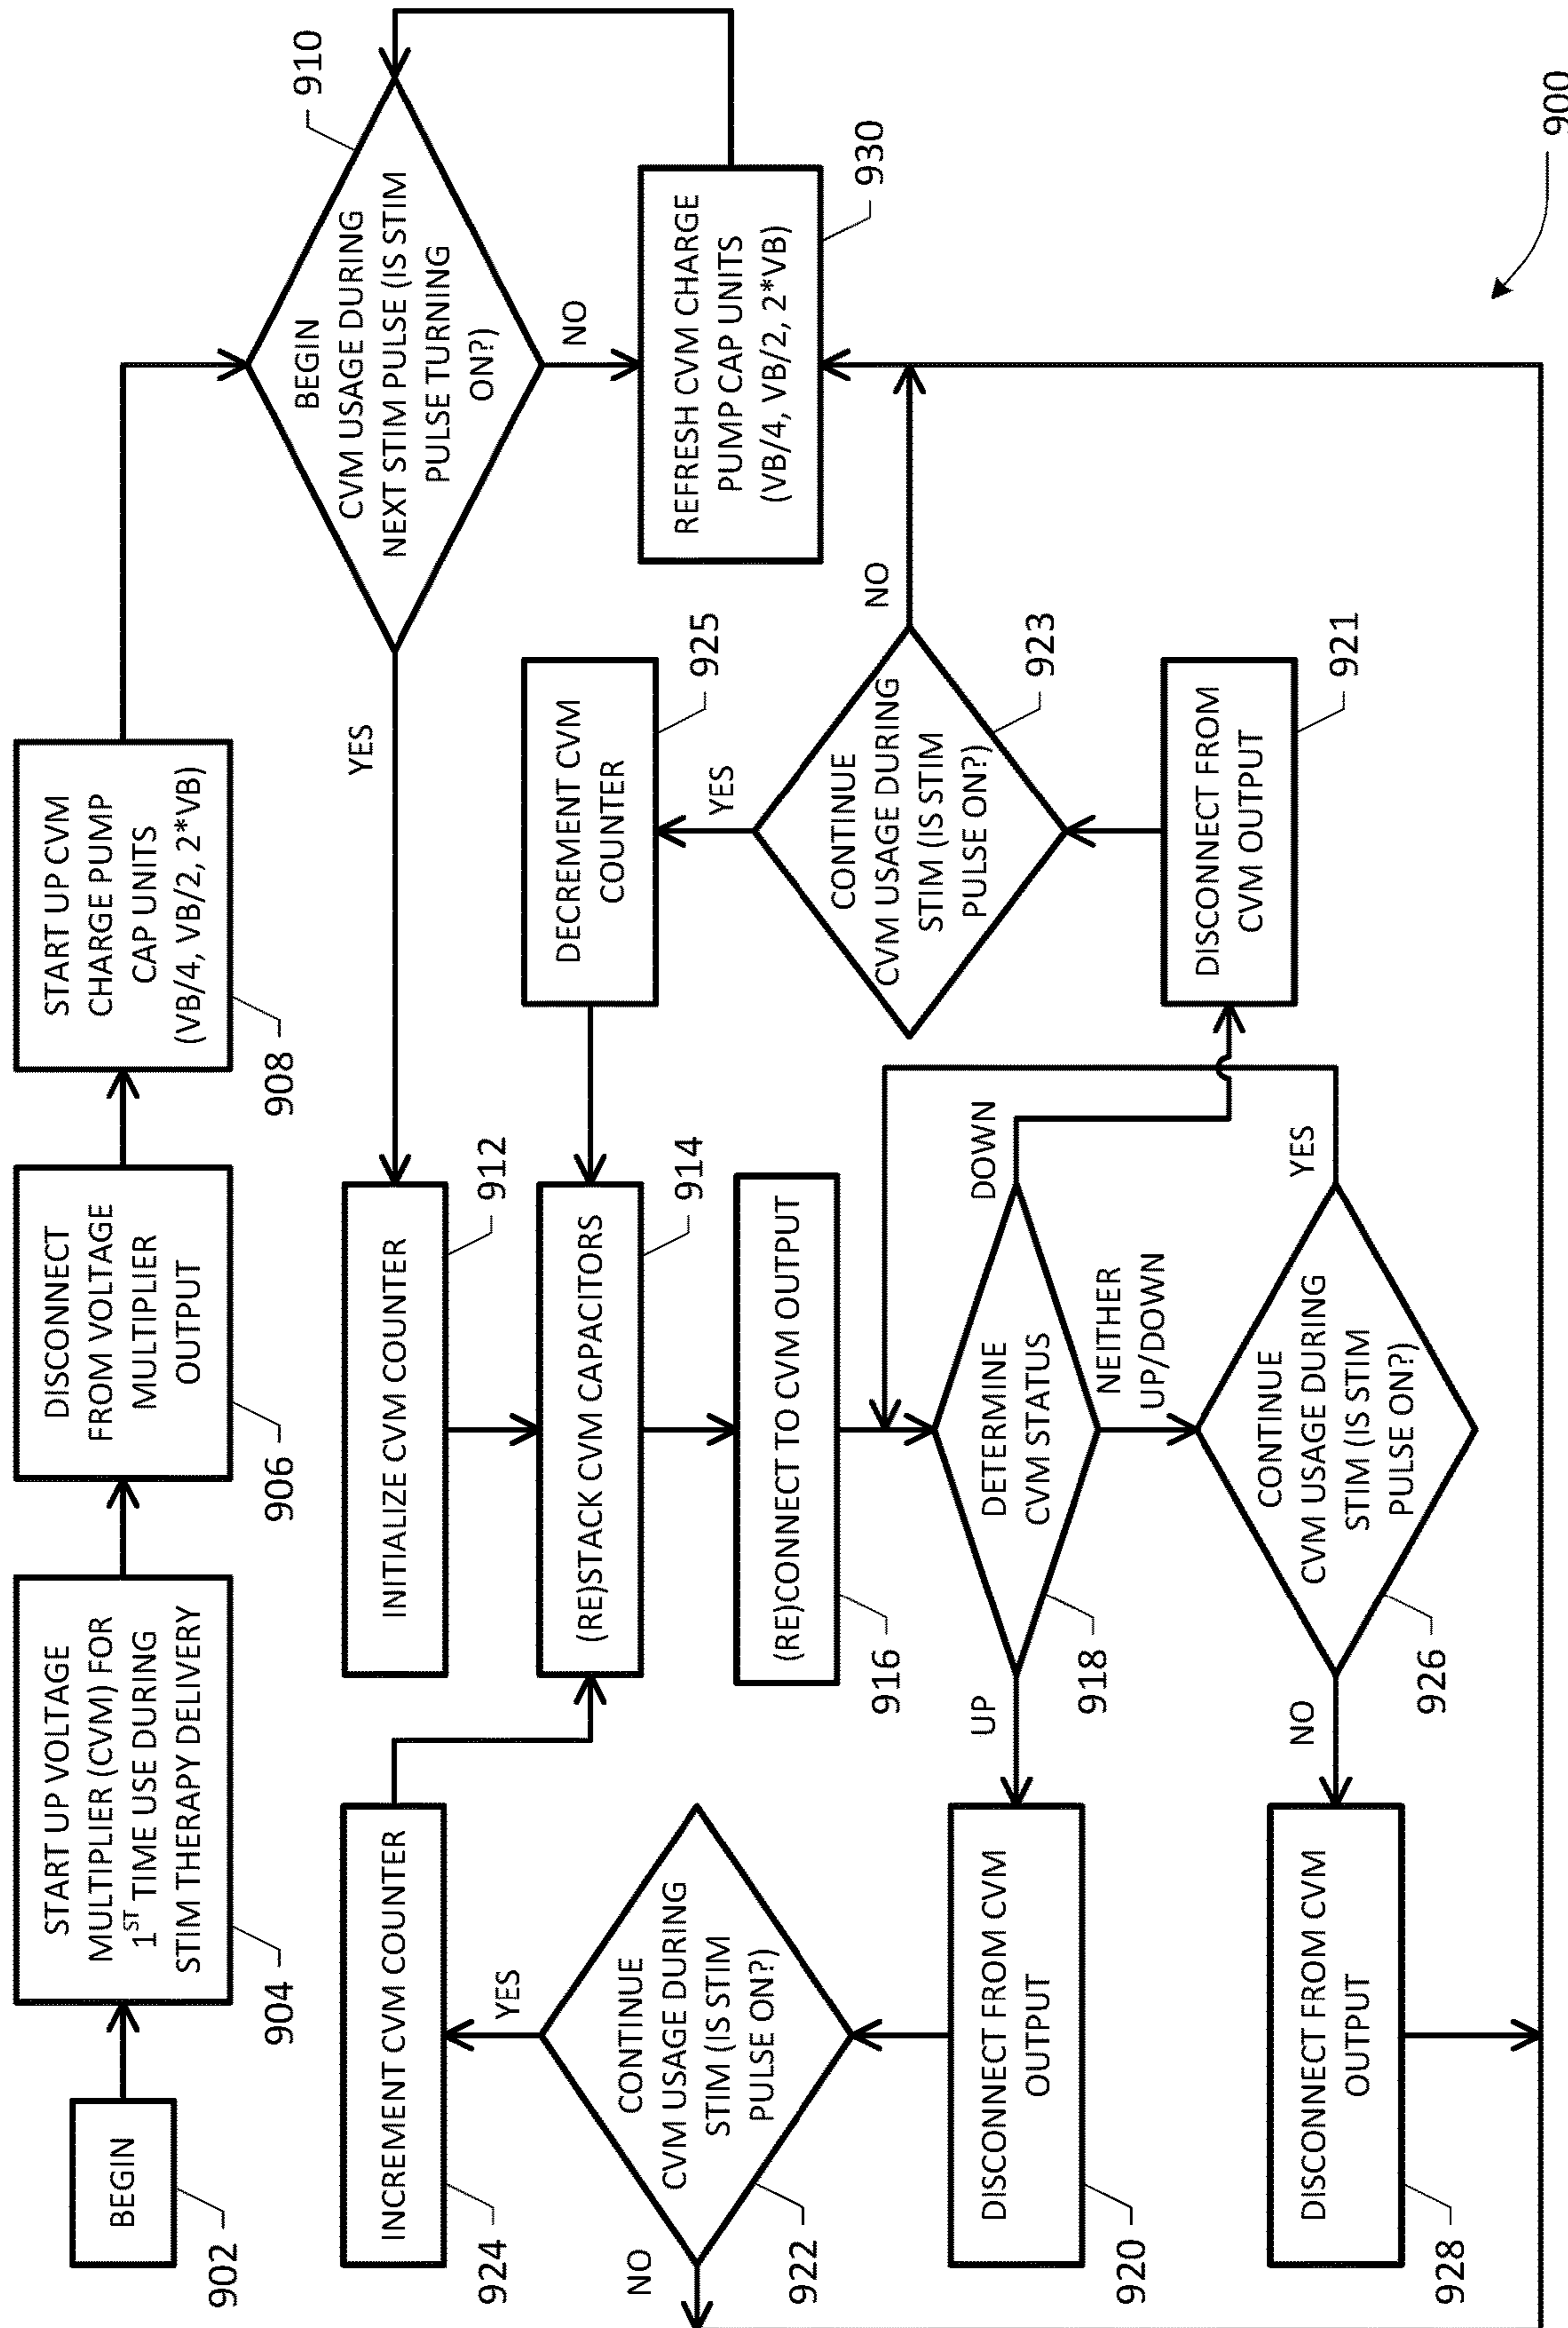 BEGIN
902
START UP VOLTAGE
MULTIPLIER (CVM) FOR
1ST TIME USE DURING
STIM THERAPY DELIVERY
904
DISCONNECT
FROM VOLTAGE
MULTIPLIER
OUTPUT
906
START UP CVM
CHARGE PUMP
CAP UNITS
(VB/4, VB/2, 2*VB)
908
BEGIN
CVM USAGE DURING
NEXT STIM PULSE (IS STIM
PULSE TURNING
ON?)
910
YES
NO
REFRESH CVM CHARGE
PUMP CAP UNITS
(VB/4, VB/2, 2*VB)
930
INITIALIZE CVM COUNTER
912
(RE)STACK CVM CAPACITORS
914
(RE)CONNECT TO CVM OUTPUT
916
DETERMINE
CVM STATUS
918
UP
DOWN
NEITHER
UP/DOWN
DISCONNECT FROM CVM
OUTPUT
920
CONTINUE
CVM USAGE DURING
STIM (IS STIM
PULSE ON?)
922
YES
NO
INCREMENT CVM COUNTER
924
DISCONNECT FROM
CVM OUTPUT
921
CONTINUE
CVM USAGE DURING
STIM (IS STIM
PULSE ON?)
923
YES
NO
DECREMENT CVM
COUNTER
925
CONTINUE
CVM USAGE DURING
STIM (IS STIM
PULSE ON?)
926
YES
NO
DISCONNECT FROM CVM
OUTPUT
928
900